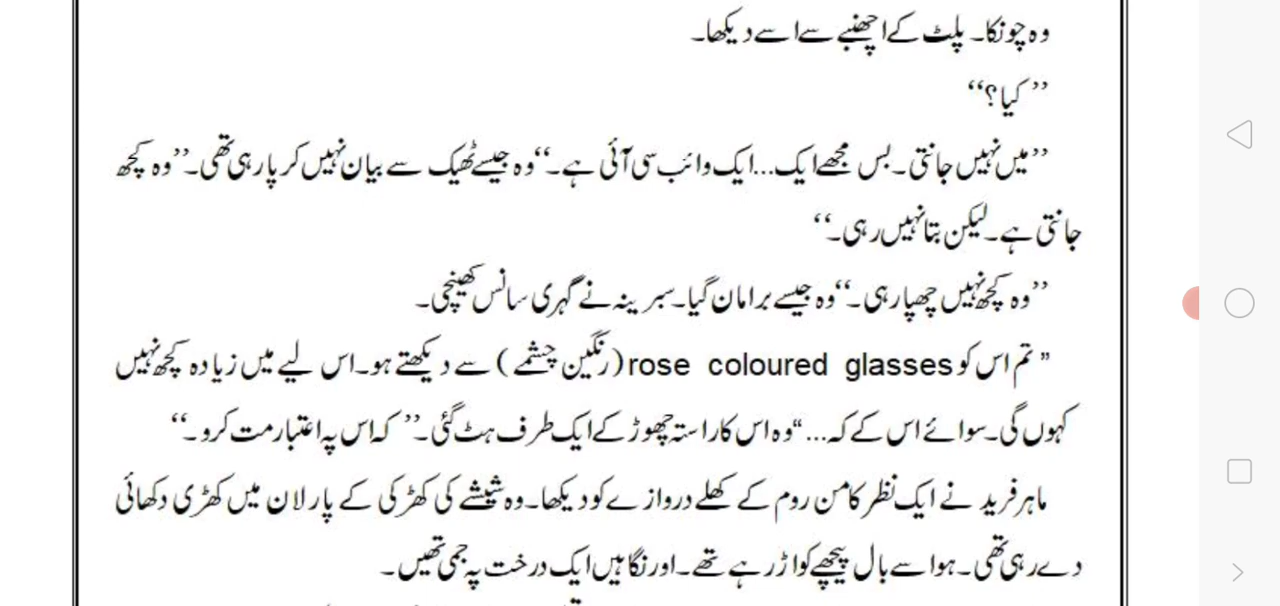 وہ چونکا۔ پلٹ کے اچھنبے سے اسے دیکھا۔
’’کیا؟‘‘
’’میں نہیں جانتی۔ بس مجھے ایک...ایک وائب سی آئی ہے۔‘‘ وہ جیسے ٹھیک سے بیان نہیں کر پا رہی تھی۔ ’’وہ کچھ
جانتی ہے۔ لیکن بتا نہیں رہی۔‘‘
’’وہ کچھ نہیں چھپا رہی۔‘‘ وہ جیسے برا مان گیا۔ سبرینہ نے گہری سانس کھینچی۔
”تم اس کو rose coloured glasses (رنگین چشمے) سے دیکھتے ہو۔ اس لیے میں زیادہ کچھ نہیں
کہوں گی۔ سوائے اس کے کہ...“ وہ اس کا راستہ چھوڑ کے ایک طرف ہٹ گئی۔ ’’کہ اس پہ اعتبار مت کرو۔‘‘
ماہر فرید نے ایک نظر کامن روم کے کھلے دروازے کو دیکھا۔ وہ شیشے کی کھڑکی کے پار لان میں کھڑی دکھائی
دے رہی تھی۔ ہوا سے بال پیچھے کو اڑ رہے تھے۔ اور نگاہیں ایک درخت پہ جمی تھیں۔